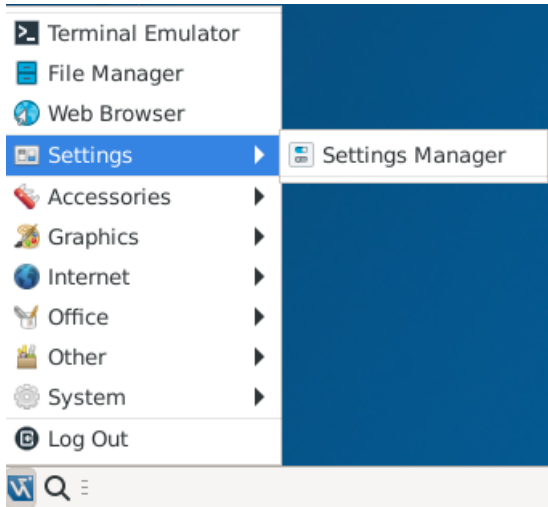 Terminal Emulator
File Manager
Web Browser
Settings
Settings Manager
Accessories
Graphics
Internet
Office
Other
System
Log Out